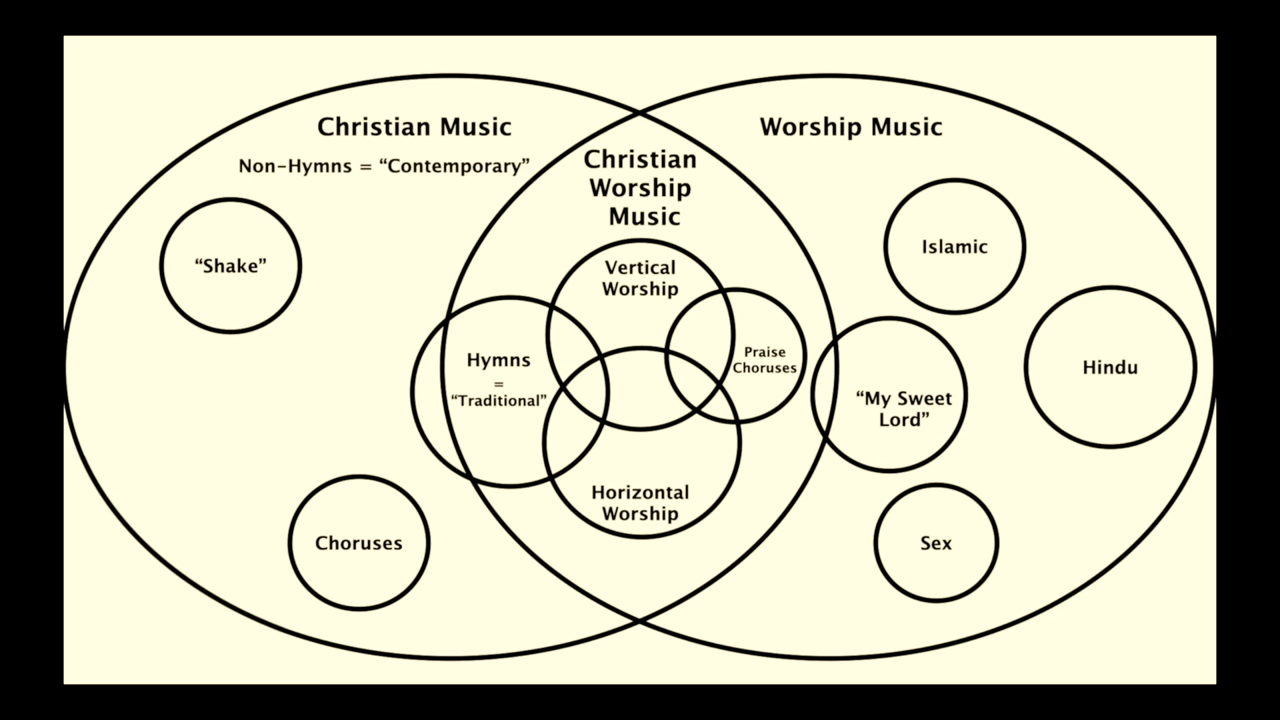 Christian Music
Non-Hymns = “Contemporary”
“Shake”
Choruses
Christian
Worship
Music
Vertical
Worship
Hymns
=
“Traditional”
Praise
Choruses
Horizontal
Worship
Worship Music
Islamic
Hindu
“My Sweet
Lord”
Sex